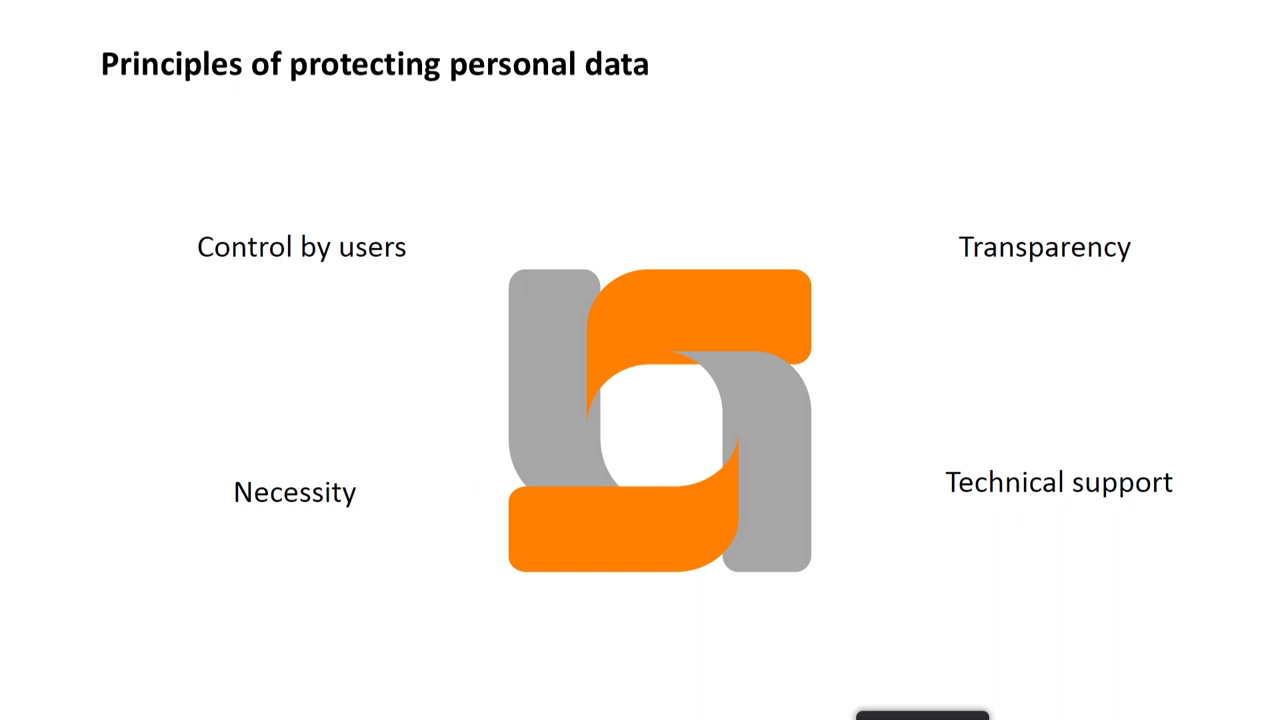 Principles of protecting personal data
Control by users
Transparency
Necessity
Technical support